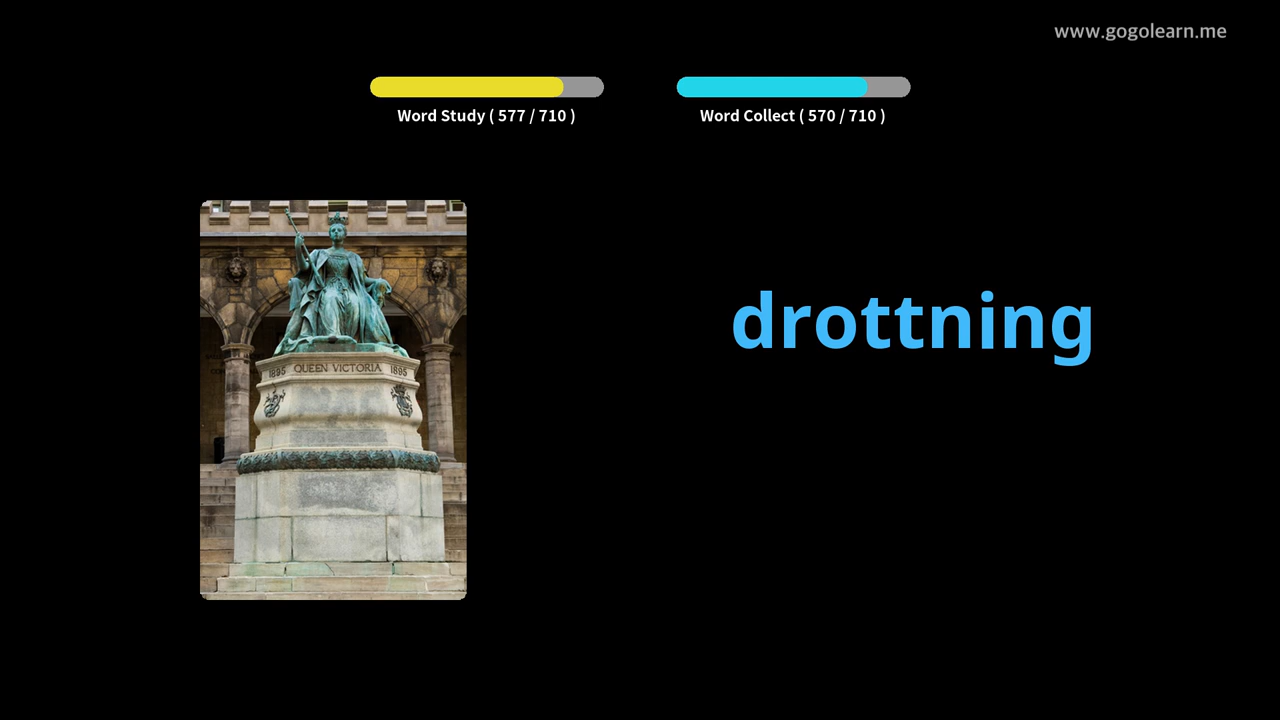 www.gogolearn.me
Word Study ( 577 / 710 )
Word Collect ( 570 / 710 )
drottning
1895 QUEEN VICTORIA 1895